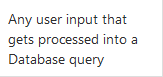 Any user input that
gets processed into a
Database query